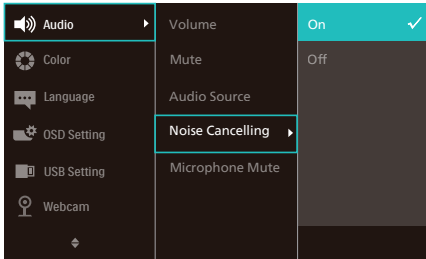 Audio
Color
Language
OSD Setting
USB Setting
Webcam
Volume
Mute
Audio Source
Noise Cancelling
Microphone Mute
On
Off